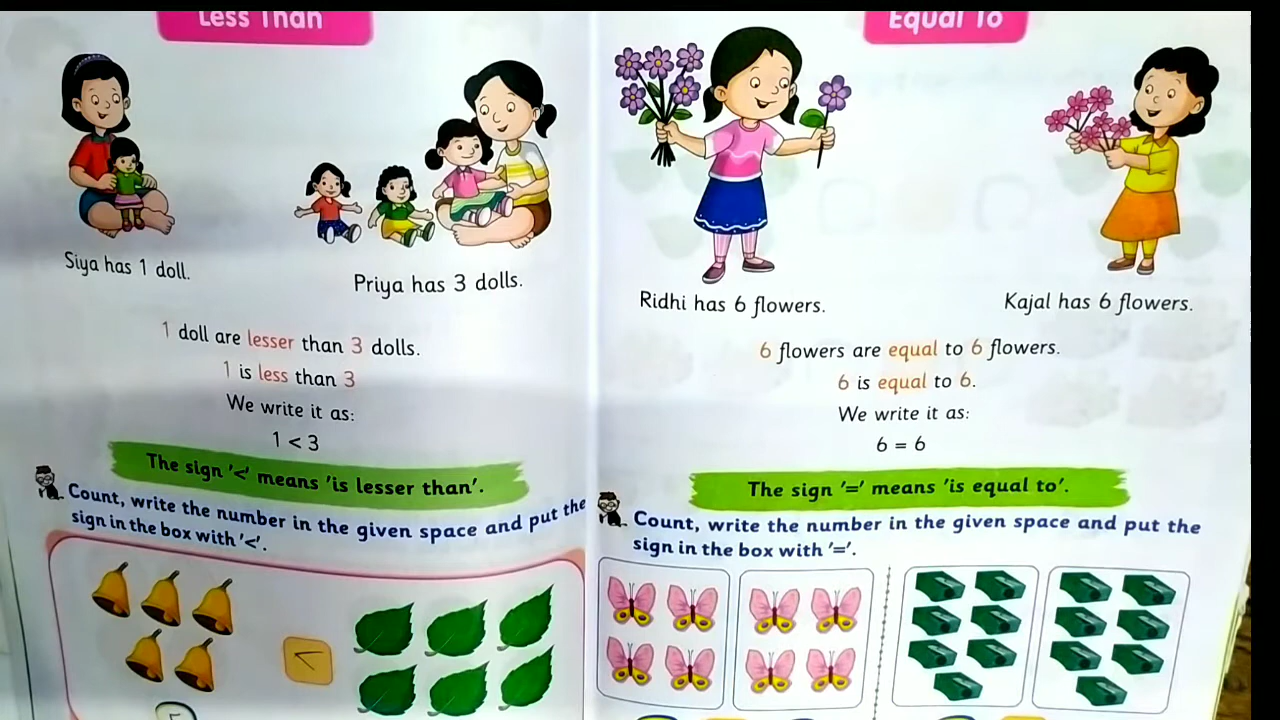 Less Than
Siya has 1 doll.
Priya has 3 dolls.
1 doll are lesser than 3 dolls.
1 is less than 3
We write it as:
1 < 3
The sign '<' means 'is lesser than'.
Count, write the number in the given space and put the
sign in the box with '<'.
<
Equal To
Ridhi has 6 flowers.
Kajal has 6 flowers.
6 flowers are equal to 6 flowers.
6 is equal to 6.
We write it as:
6 = 6
The sign '=' means 'is equal to'.
Count, write the number in the given space and put the
sign in the box with '='.